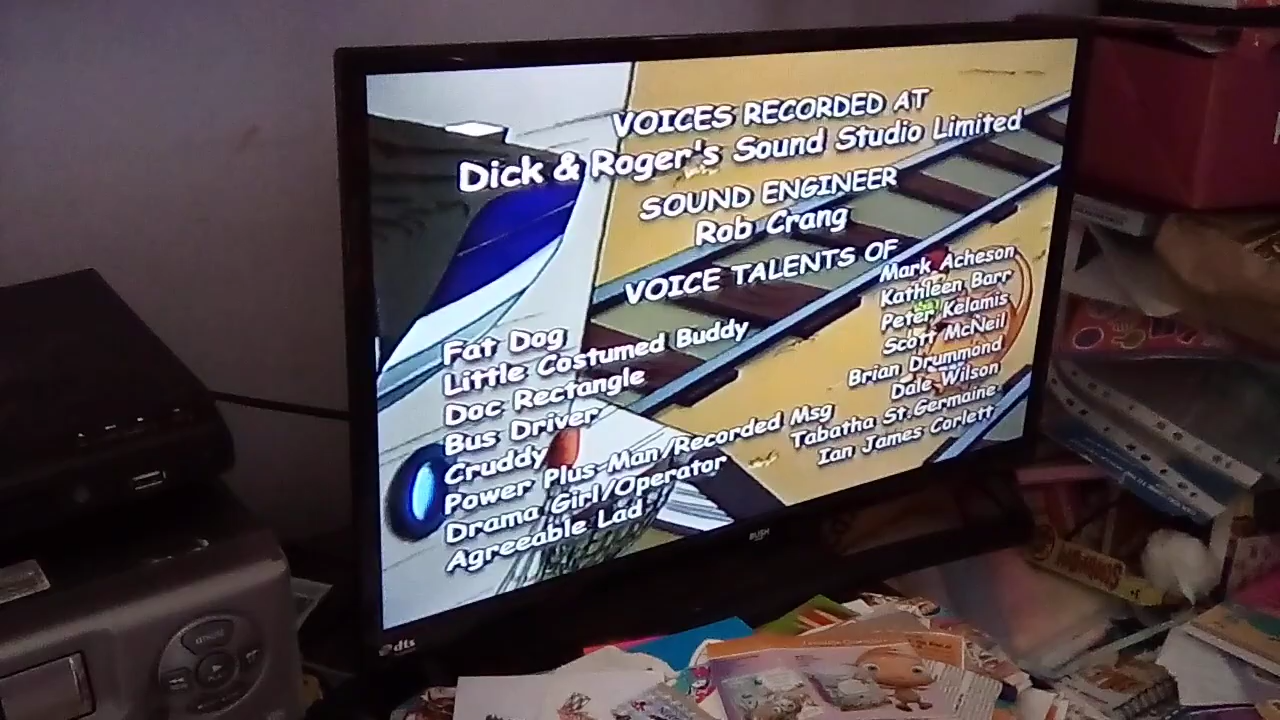 VOICES RECORDED AT
Dick & Roger's Sound Studio Limited
SOUND ENGINEER
Rob Crang
VOICE TALENTS OF
Fat Dog Mark Acheson
Little Costumed Buddy Kathleen Barr
Doc Rectangle Peter Kelamis
Bus Driver Scott McNeil
Cruddy Brian Drummond
Power Plus-Man/Recorded Msg Dale Wilson
Drama Girl/Operator Tabatha St.Germaine
Agreeable Lad Ian James Corlett
BUSH
dts